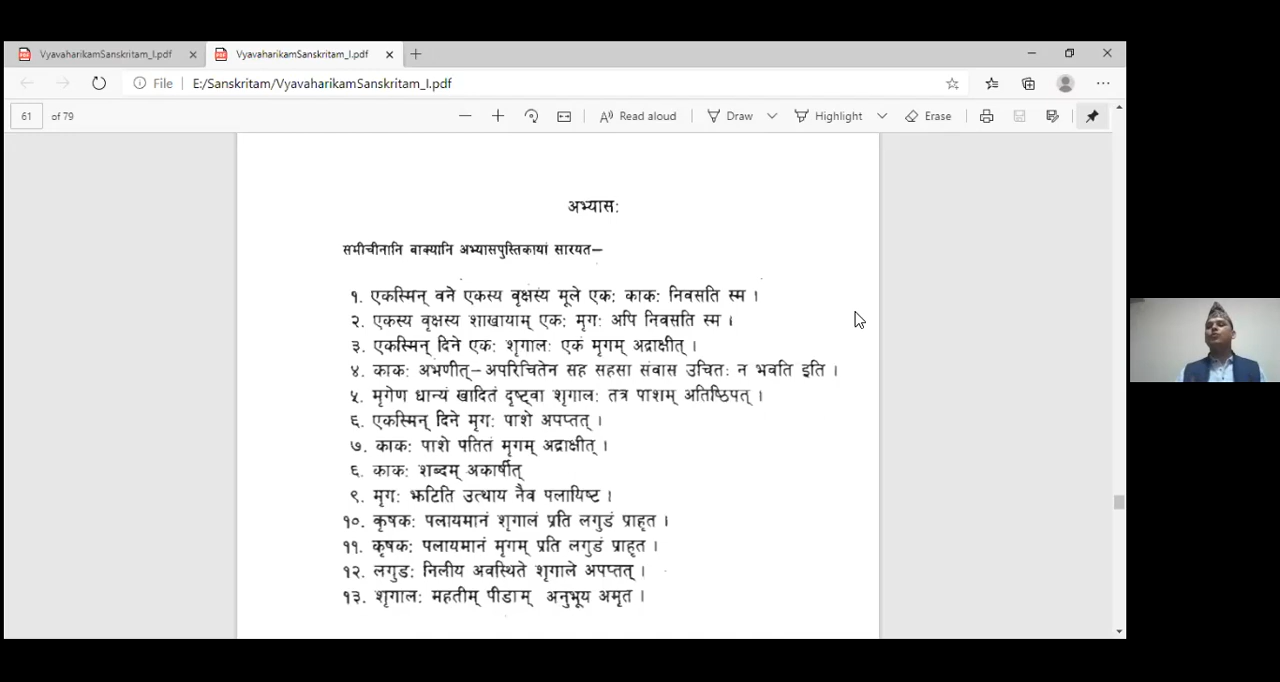 VyavaharikamSanskritam_I.pdf
VyavaharikamSanskritam_I.pdf
File
E:/Sanskritam/VyavaharikamSanskritam_I.pdf
61 of 79
Read aloud
Draw
Highlight
Erase
अभ्यासः
समीचीनानि वाक्यानि अभ्यासपुस्तिकायां सारयत—
१. एकस्मिन् वने एकस्य वृक्षस्य मूले एकः काकः निवसति स्म ।
२. एकस्य वृक्षस्य शाखायाम् एकः मृगः अपि निवसति स्म ।
३. एकस्मिन् दिने एकः शृगालः एकं मृगम् अद्राक्षीत् ।
४. काकः अभणीत्- अपरिचितेन सह सहसा संवास उचितः न भवति इति ।
५. मृगेण धान्यं खादितं दृष्ट्वा शृगालः तत्र पाशम् अतिष्ठिपत् ।
६. एकस्मिन् दिने मृगः पाशे अपप्तत् ।
७. काकः पाशे पतितं मृगम् अद्राक्षीत् ।
६. काकः शब्दम् अकार्षीत्
९. मृगः झटिति उत्थाय नैव पलायिष्ट ।
१०. कृषकः पलायमानं शृगालं प्रति लगुडं प्राहृत ।
११. कृषकः पलायमानं मृगम् प्रति लगुडं प्राहृत ।
१२. लगुडः निलीय अवस्थिते शृगाले अपप्तत् ।
१३. शृगालः महतीम् पीडाम् अनुभूय अमृत ।